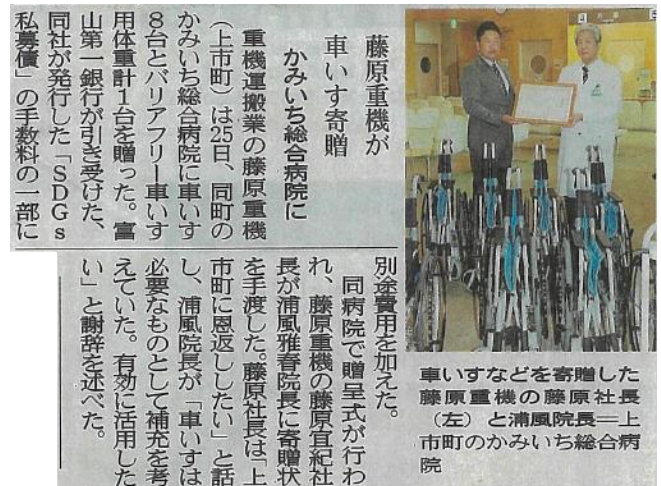 藤原重機が
車いす寄贈
かみいち総合病院に
重機運搬業の藤原重機
（上市町）は25日、同町の
かみいち総合病院に車いす
８台とバリアフリー車いす
用体重計１台を贈った。富
山第一銀行が引き受けた、
同社が発行した「ＳＤＧｓ
私募債」の手数料の一部に
別途費用を加えた。
同病院で贈呈式が行わ
れ、藤原重機の藤原宜紀社
長が浦風雅春院長に寄贈状
を手渡した。藤原社長は「上
市町に恩返ししたい」と話
し、浦風院長が「車いすは
必要なものとして補充を考
えていた。有効に活用した
い」と謝辞を述べた。
車いすなどを寄贈した
藤原重機の藤原社長
（左）と浦風院長＝上
市町のかみいち総合病
院